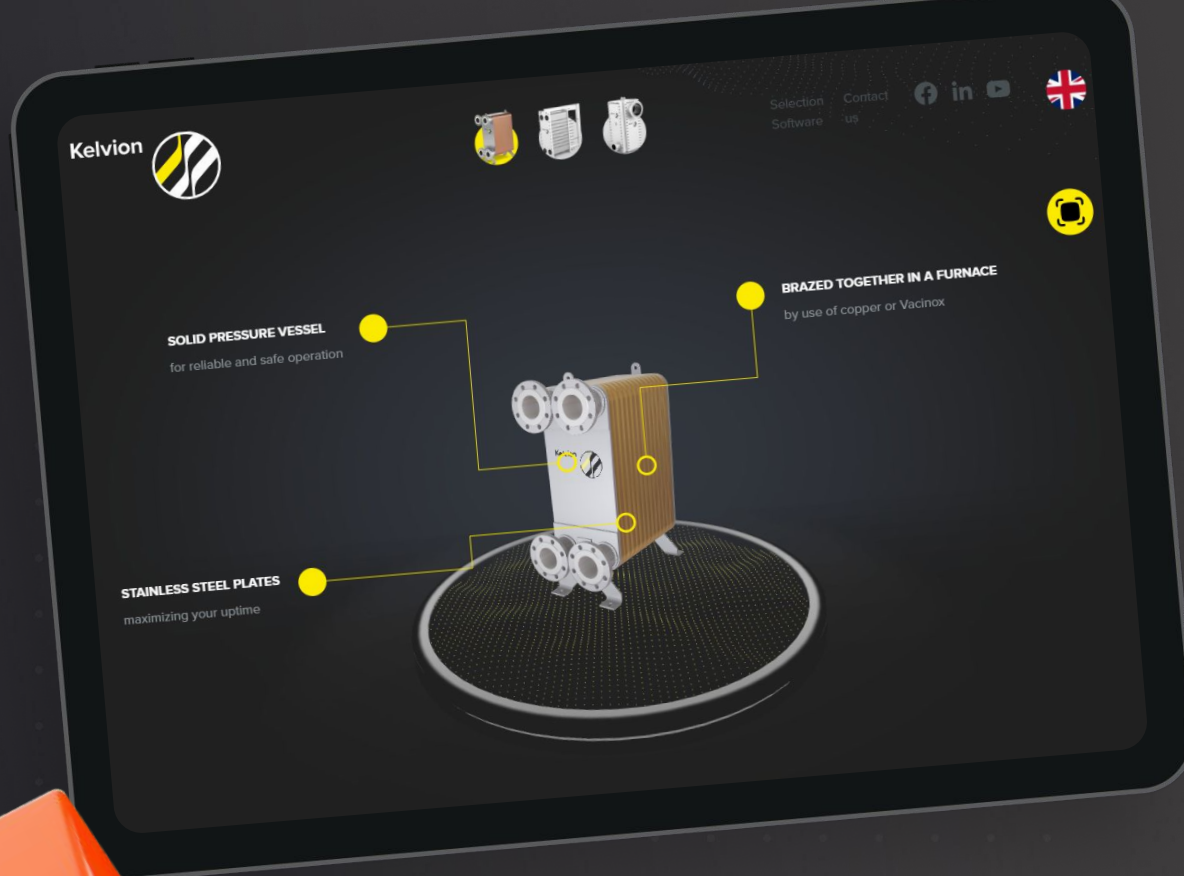 Kelvion
Selection
Software
Contact
us
BRAZED TOGETHER IN A FURNACE
by use of copper or Vacinox
SOLID PRESSURE VESSEL
for reliable and safe operation
STAINLESS STEEL PLATES
maximizing your uptime